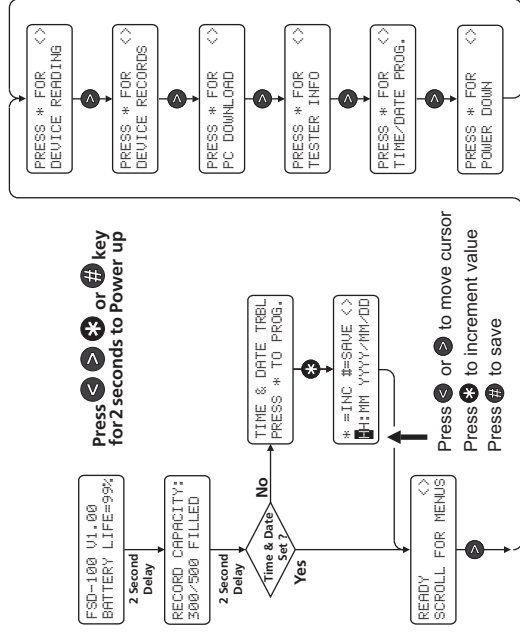 Press < > * or # key
for 2 seconds to Power up
FSD-100 V1.00
BATTERY LIFE=99%
2 Second
Delay
RECORD CAPACITY:
300/500 FILLED
2 Second
Delay
Time & Date
Set ?
No
Yes
TIME & DATE TRBL
PRESS * TO PROG.
*
* =INC #=SAVE <>
HH:MM YYYY/MM/DD
Press < or > to move cursor
Press * to increment value
Press # to save
READY <>
SCROLL FOR MENUS
>
PRESS * FOR <>
DEVICE READING
>
PRESS * FOR <>
DEVICE RECORDS
>
PRESS * FOR <>
PC DOWNLOAD
>
PRESS * FOR <>
TESTER INFO
>
PRESS * FOR <>
TIME/DATE PROG.
>
PRESS * FOR <>
POWER DOWN